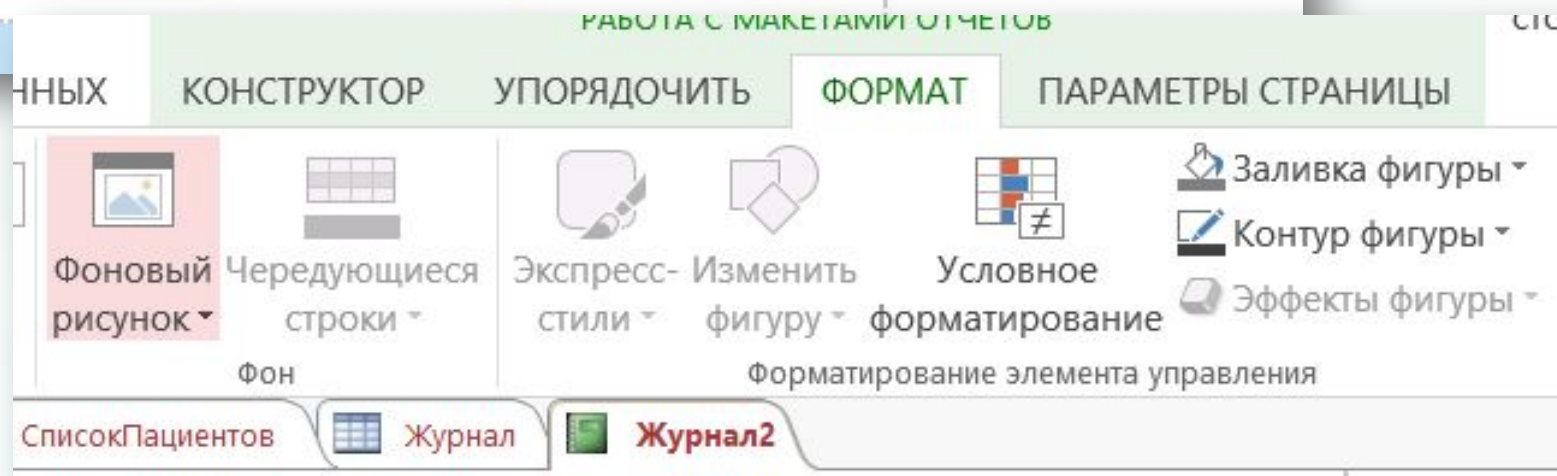 РАБОТА С МАКЕТАМИ ОТЧЕТОВ
КОНСТРУКТОР УПОРЯДОЧИТЬ ФОРМАТ ПАРАМЕТРЫ СТРАНИЦЫ
Фоновый
рисунок
Чередующиеся
строки
Экспресс-
стили
Изменить
фигуру
Условное
форматирование
Заливка фигуры
Контур фигуры
Эффекты фигуры
Фон
Форматирование элемента управления
СписокПациентов Журнал Журнал2